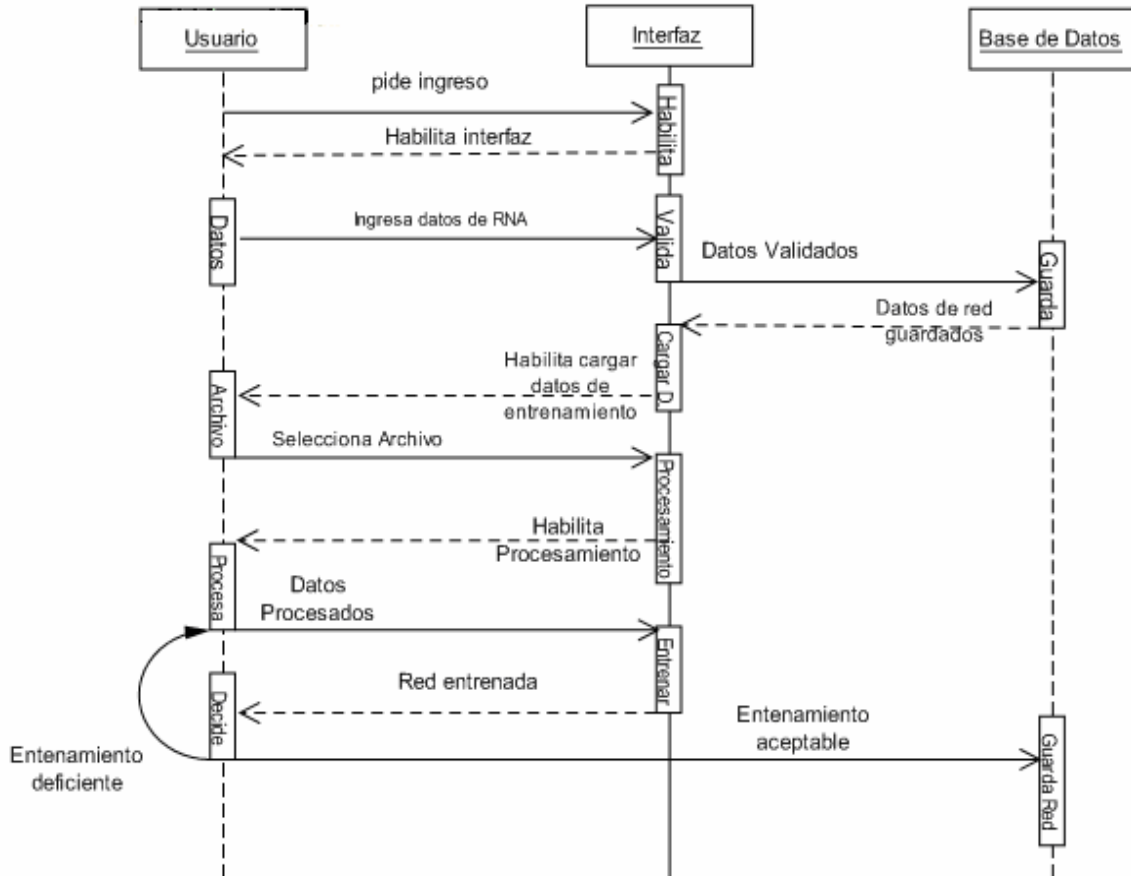 Usuario
Interfaz
Base de Datos
pide ingreso
Habilita
Habilita interfaz
Datos
Ingresa datos de RNA
Valida
Datos Validados
Guarda
Datos de red
guardados
Cargar D.
Habilita cargar
datos de
entrenamiento
Archivo
Selecciona Archivo
Procesamiento
Habilita
Procesamiento
Procesa
Datos
Procesados
Entrenar
Red entrenada
Decide
Entenamiento
aceptable
Entenamiento
deficiente
Guarda Red